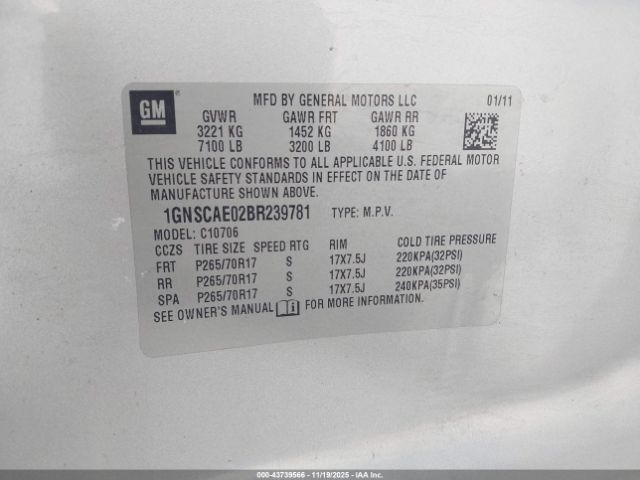 GM
MFD BY GENERAL MOTORS LLC 01/11
GVWR GAWR FRT GAWR RR
3221 KG 1452 KG 1860 KG
7100 LB 3200 LB 4100 LB
THIS VEHICLE CONFORMS TO ALL APPLICABLE U.S. FEDERAL MOTOR
VEHICLE SAFETY STANDARDS IN EFFECT ON THE DATE OF
MANUFACTURE SHOWN ABOVE.
1GNSCAE02BR239781 TYPE: M.P.V.
MODEL: C10706
CCZS TIRE SIZE SPEED RTG RIM COLD TIRE PRESSURE
FRT P265/70R17 S 17X7.5J 220KPA(32PSI)
RR P265/70R17 S 17X7.5J 220KPA(32PSI)
SPA P265/70R17 S 17X7.5J 240KPA(35PSI)
SEE OWNER'S MANUAL FOR MORE INFORMATION.
© IAAI - 43739566 - 11/19/2025 - IAAI.COM